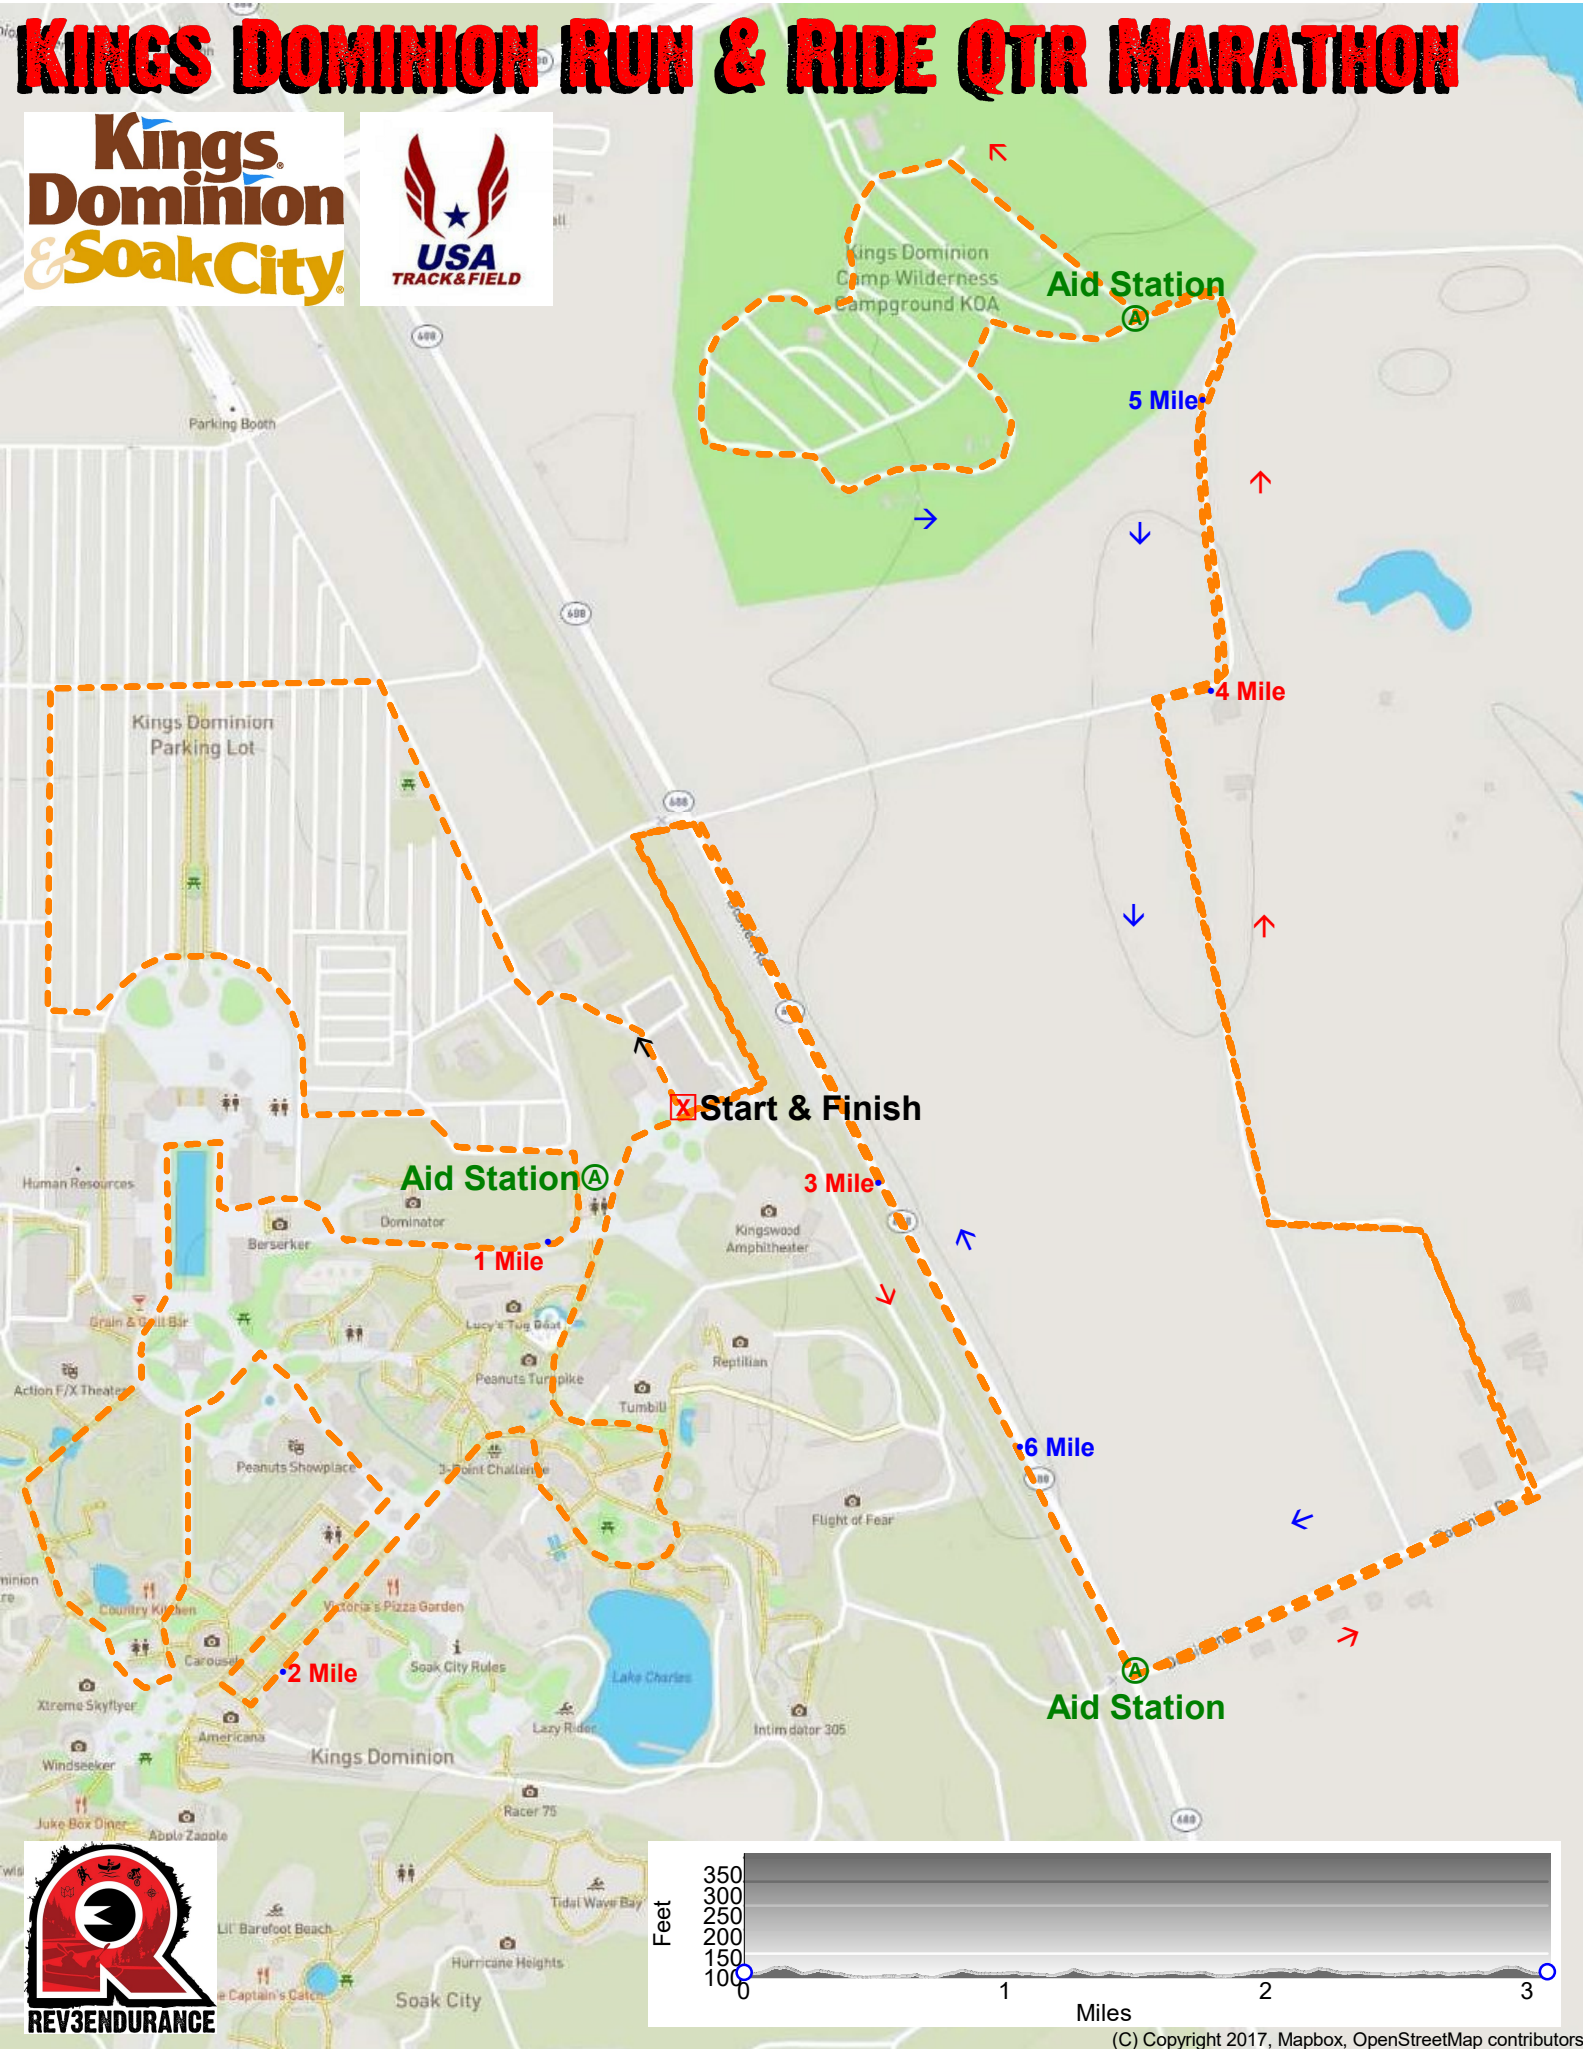 KINGS DOMINION RUN & RIDE QTR MARATHON
Kings
Dominion
& SoakCity
USA
TRACK&FIELD
Kings Dominion
Camp Wilderness
Campground KOA
Aid Station
A
5 Mile
608
Parking Booth
688
4 Mile
Kings Dominion
Parking Lot
688
X Start & Finish
Aid Station A
Human Resources
3 Mile
Dominator
Berserker
Kingswood
Amphitheater
1 Mile
Grain & Grill Bar
Lucy's Tug Boat
Action F/X Theater
Peanuts Turnpike
Reptilian
Tumbili
6 Mile
Peanuts Showplace
3-Point Challenge
Flight of Fear
Country Kitchen
Victoria's Pizza Garden
Carousel
2 Mile
Soak City Rules
Lake Charles
A
Aid Station
Xtreme Skyflyer
Americana
Lazy Rider
Intimidator 305
Windseeker
Kings Dominion
Racer 75
688
Juke Box Diner
Apple Zapple
Tidal Wave Bay
Lil' Barefoot Beach
Hurricane Heights
Soak City
REV3ENDURANCE
Feet
350
300
250
200
150
100
0 1 2 3
Miles
(C) Copyright 2017, Mapbox, OpenStreetMap contributors